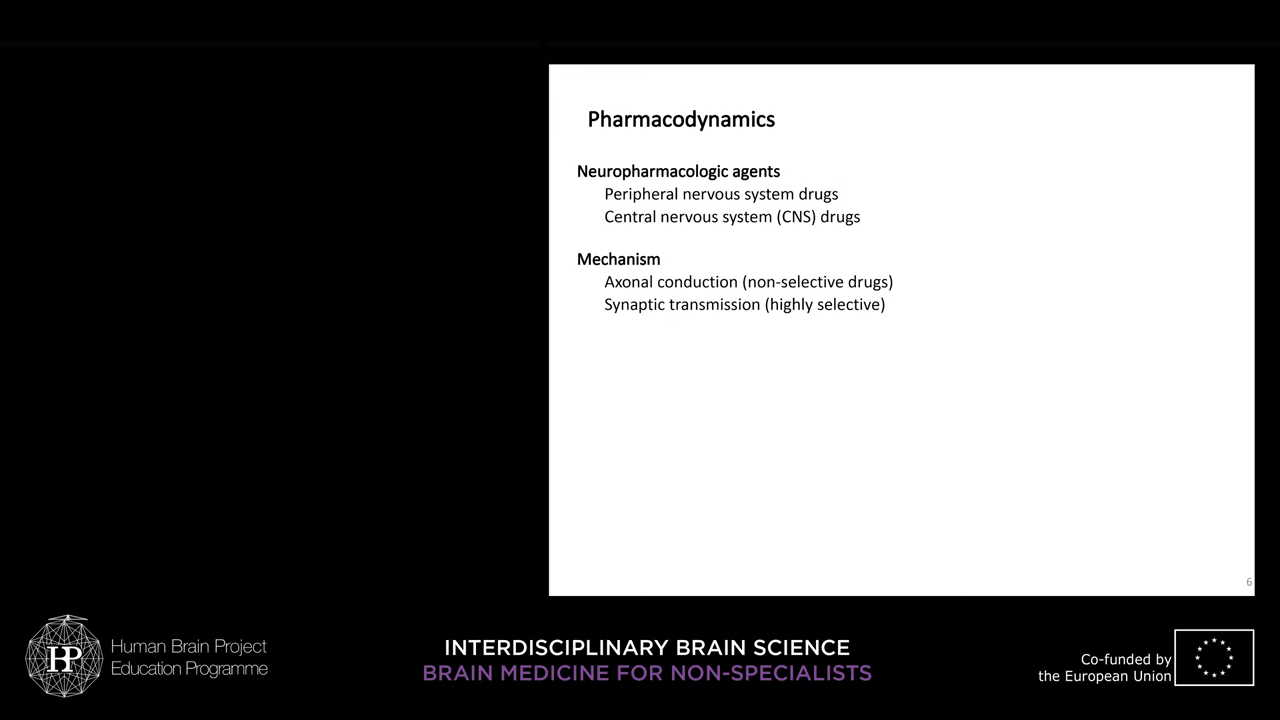 Pharmacodynamics
Neuropharmacologic agents
Peripheral nervous system drugs
Central nervous system (CNS) drugs
Mechanism
Axonal conduction (non-selective drugs)
Synaptic transmission (highly selective)
6
HBP
Human Brain Project
Education Programme
INTERDISCIPLINARY BRAIN SCIENCE
BRAIN MEDICINE FOR NON-SPECIALISTS
Co-funded by
the European Union